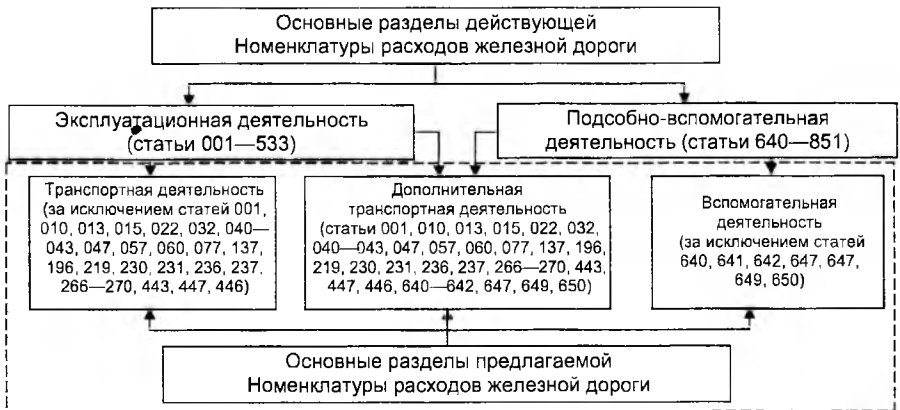 Основные разделы действующей
Номенклатуры расходов железной дороги
Эксплуатационная деятельность
(статьи 001—533)
Подсобно-вспомогательная
деятельность (статьи 640—851)
Транспортная деятельность
(за исключением статей 001,
010, 013, 015, 022, 032, 040—
043, 047, 057, 060, 077, 137,
196, 219, 230, 231, 236, 237,
266—270, 443, 447, 446)
Дополнительная
транспортная деятельность
(статьи 001, 010, 013, 015, 022, 032,
040—043, 047, 057, 060, 077, 137, 196,
219, 230, 231, 236, 237, 266—270, 443,
447, 446, 640—642, 647, 649, 650)
Вспомогательная
деятельность
(за исключением статей
640, 641, 642, 647, 647,
649, 650)
Основные разделы предлагаемой
Номенклатуры расходов железной дороги